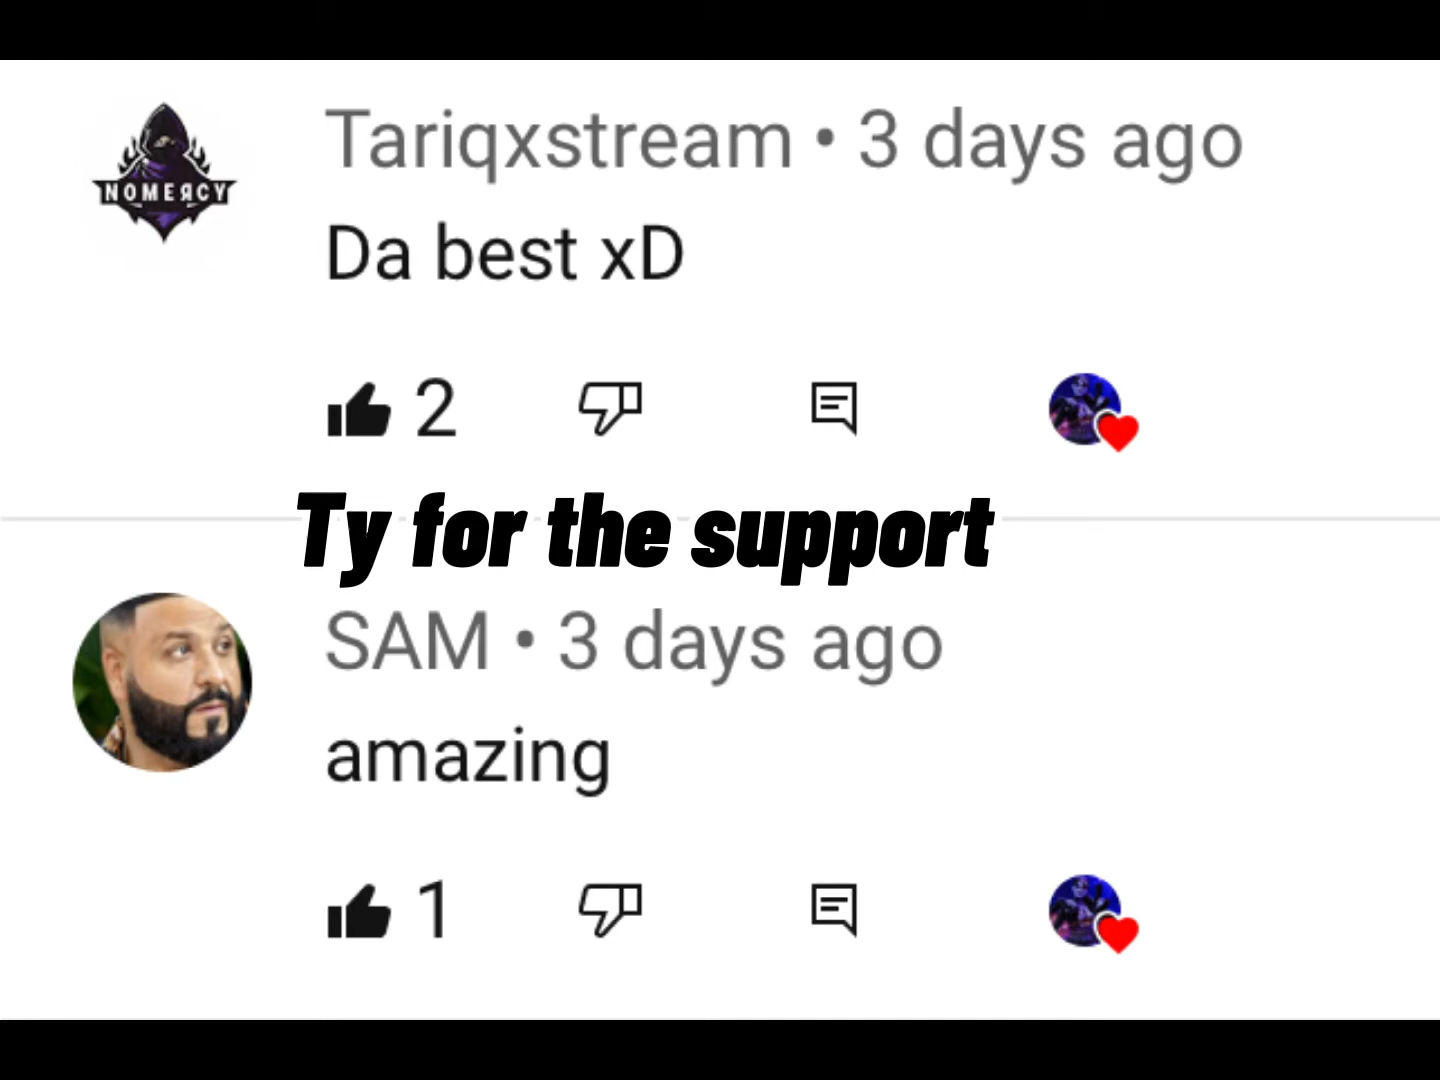 Tariqxstream • 3 days ago
NOMERCY
Da best xD
2
Ty for the support
SAM • 3 days ago
amazing
1